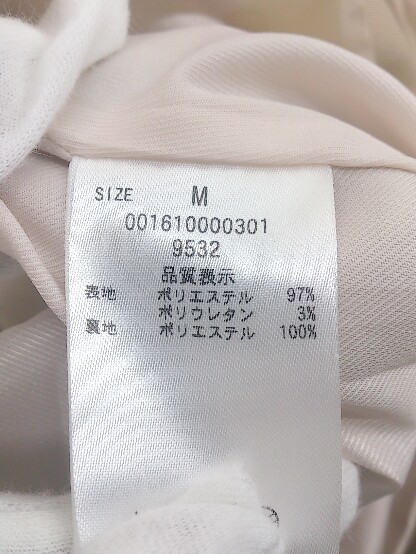 SIZE M
001610000301
9532
品質表示
表地 ポリエステル 97%
ポリウレタン 3%
裏地 ポリエステル 100%